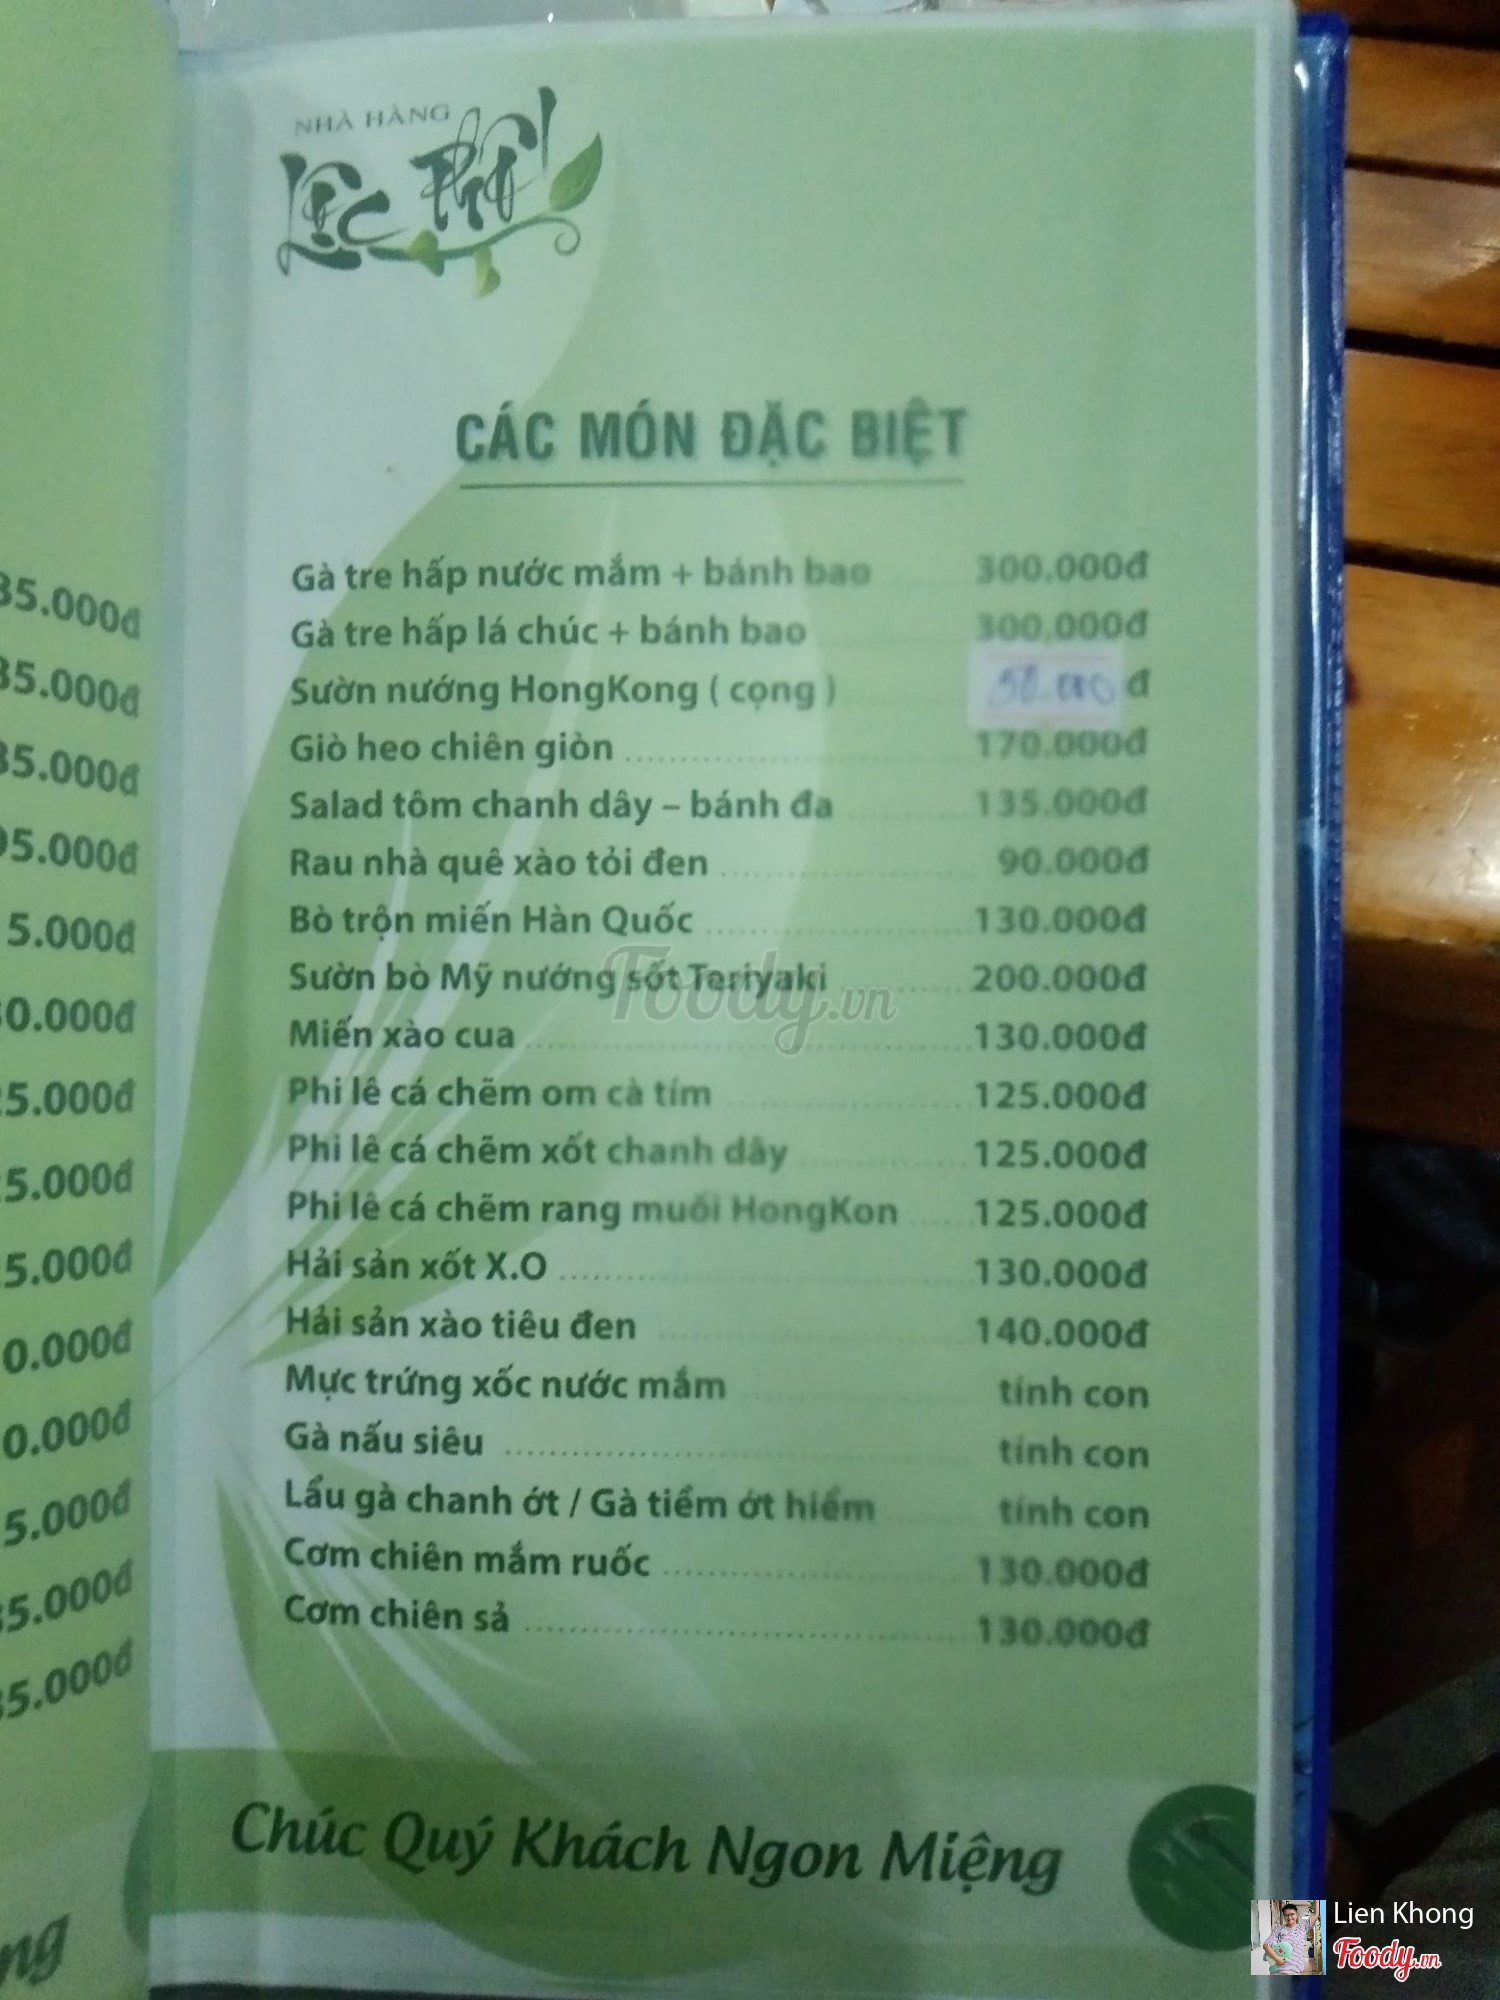 NHÀ HÀNG
Lộc Phố
CÁC MÓN ĐẶC BIỆT
Gà tre hấp nước mắm + bánh bao 300.000đ
Gà tre hấp lá chúc + bánh bao 300.000đ
Sườn nướng HongKong ( cọng ) 58.000 đ
Giò heo chiên giòn 170.000đ
Salad tôm chanh dây – bánh đa 135.000đ
Rau nhà quê xào tỏi đen 90.000đ
Bò trộn miến Hàn Quốc 130.000đ
Sườn bò Mỹ nướng sốt Teriyaki 200.000đ
Miến xào cua 130.000đ
Phi lê cá chẽm om cà tím 125.000đ
Phi lê cá chẽm xốt chanh dây 125.000đ
Phi lê cá chẽm rang muối HongKon 125.000đ
Hải sản xốt X.O 130.000đ
Hải sản xào tiêu đen 140.000đ
Mực trứng xốc nước mắm tính con
Gà nấu siêu tính con
Lẩu gà chanh ớt / Gà tiềm ớt hiểm tính con
Cơm chiên mắm ruốc 130.000đ
Cơm chiên sả 130.000đ
Chúc Quý Khách Ngon Miệng
Foody.vn
Lien Khong
Foody.vn